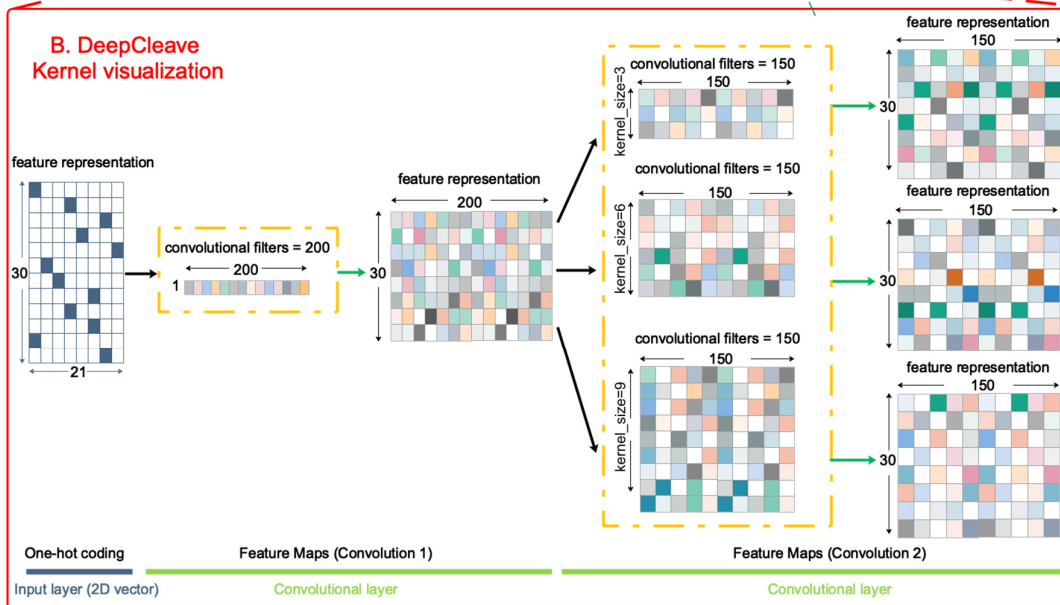 B. DeepCleave
Kernel visualization
feature representation
30
21
convolutional filters = 200
200
1
feature representation
200
30
convolutional filters = 150
150
kernel_size=3
convolutional filters = 150
150
kernel_size=6
convolutional filters = 150
150
kernel_size=9
feature representation
150
30
feature representation
150
30
feature representation
150
30
One-hot coding
Feature Maps (Convolution 1)
Feature Maps (Convolution 2)
Input layer (2D vector)
Convolutional layer
Convolutional layer